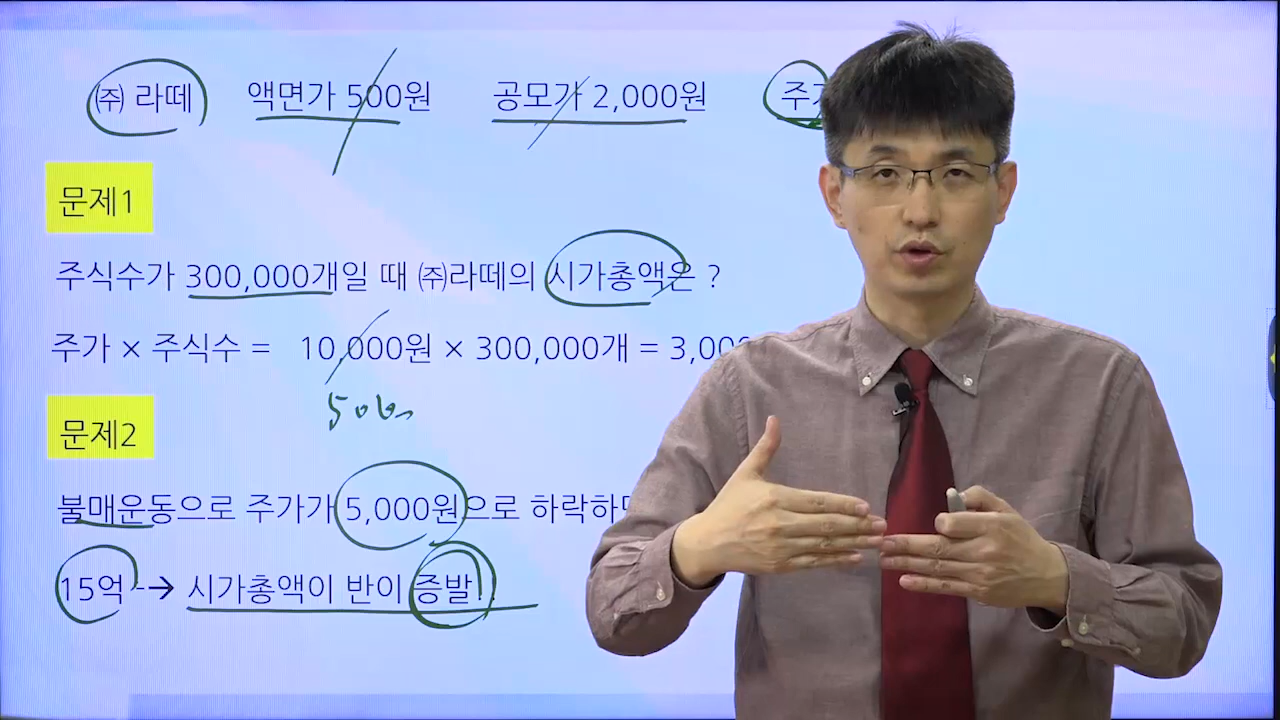 ㈜ 라떼 액면가 500원 공모가 2,000원
문제1
주식수가 300,000개일 때 ㈜라떼의 시가총액은 ?
주가 × 주식수 = 10,000원 × 300,000개 = 3,000
문제2
불매운동으로 주가가 5,000원으로 하락하면
15억 → 시가총액이 반이 증발!!